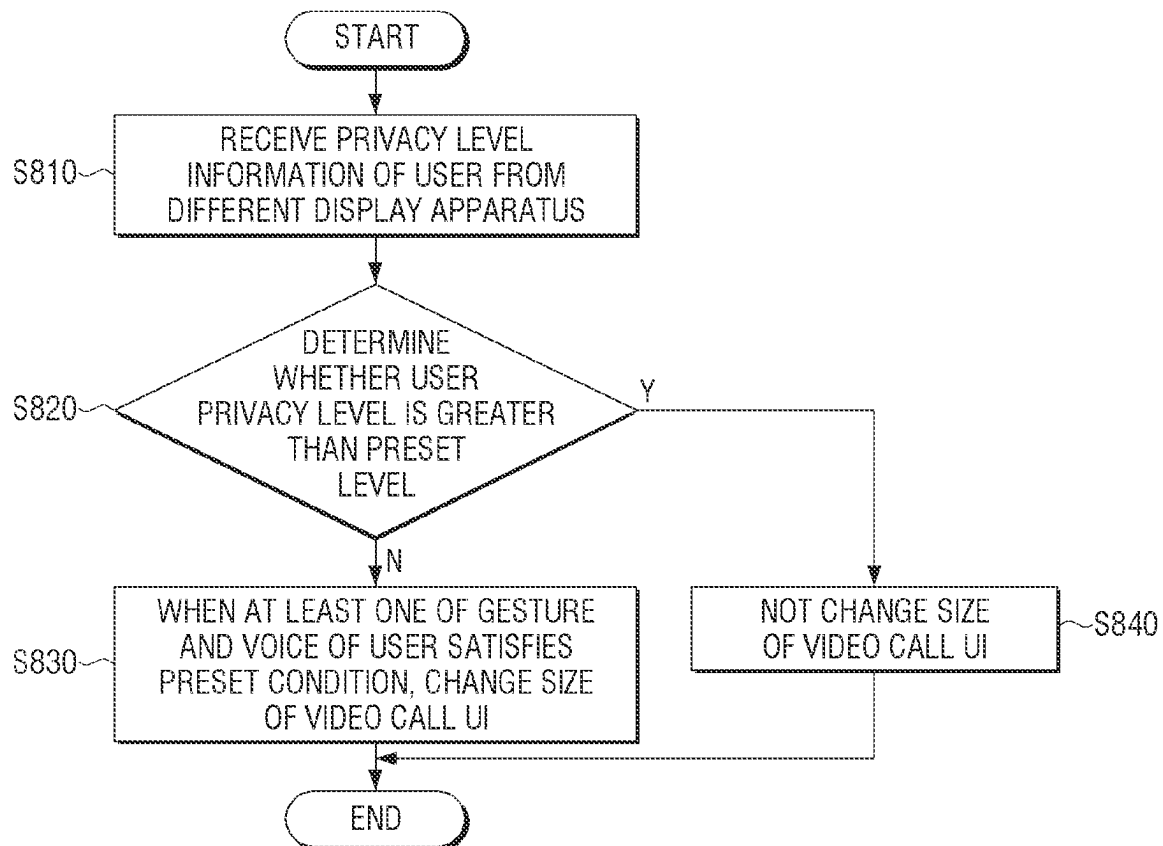 START
S810
RECEIVE PRIVACY LEVEL
INFORMATION OF USER FROM
DIFFERENT DISPLAY APPARATUS
S820
DETERMINE
WHETHER USER
PRIVACY LEVEL IS GREATER
THAN PRESET
LEVEL
Y
N
S830
WHEN AT LEAST ONE OF GESTURE
AND VOICE OF USER SATISFIES
PRESET CONDITION, CHANGE SIZE
OF VIDEO CALL UI
NOT CHANGE SIZE
OF VIDEO CALL UI
S840
END